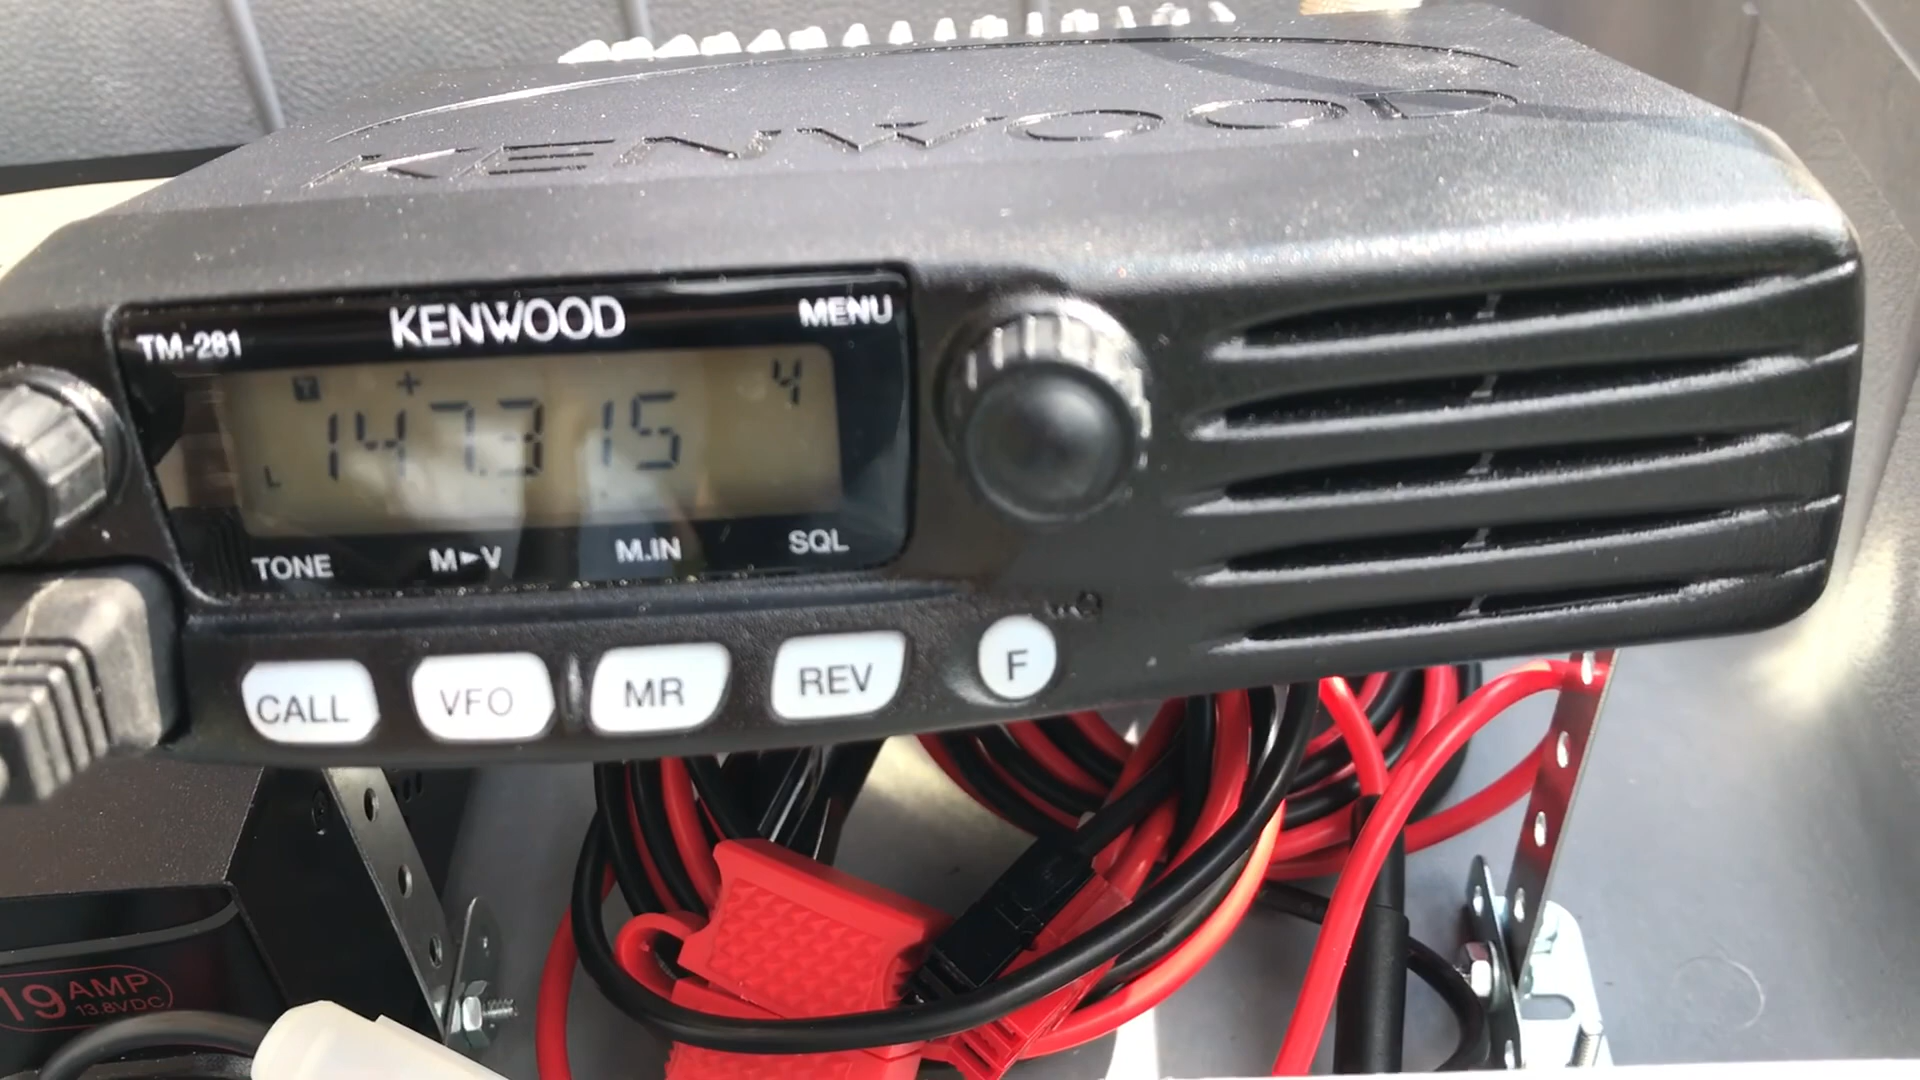 KENWOOD
TM-281 KENWOOD MENU
T + 4
L 147.315
TONE M►V M.IN SQL
CALL VFO MR REV F
19 AMP
13.8VDC